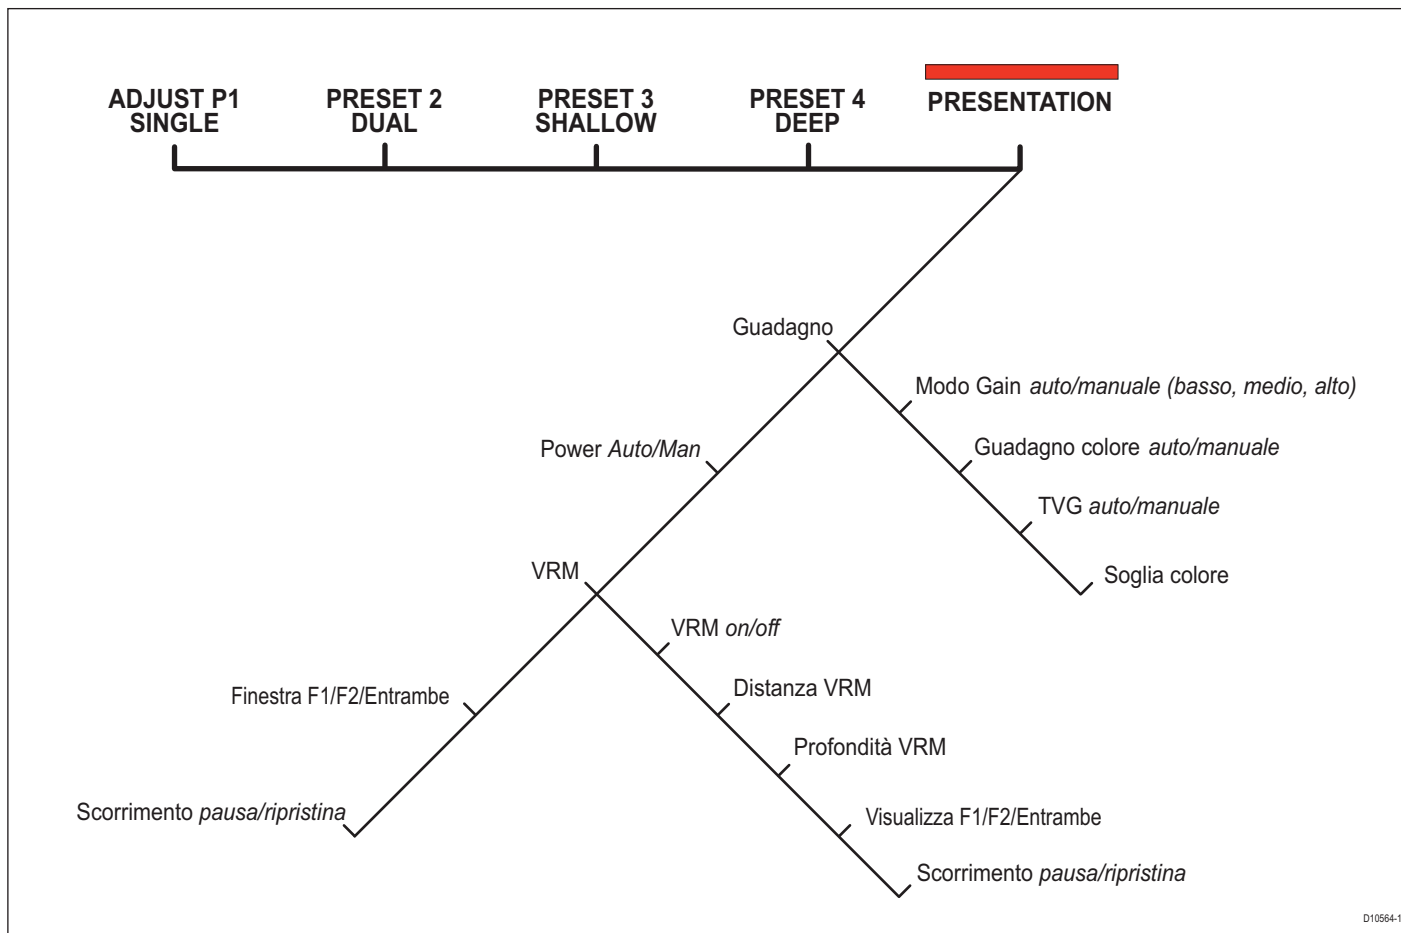 ADJUST P1
SINGLE
PRESET 2
DUAL
PRESET 3
SHALLOW
PRESET 4
DEEP
PRESENTATION
Guadagno
Modo Gain auto/manuale (basso, medio, alto)
Guadagno colore auto/manuale
TVG auto/manuale
Soglia colore
Power Auto/Man
VRM
VRM on/off
Distanza VRM
Profondità VRM
Visualizza F1/F2/Entrambe
Scorrimento pausa/ripristina
Finestra F1/F2/Entrambe
Scorrimento pausa/ripristina
D10564-1